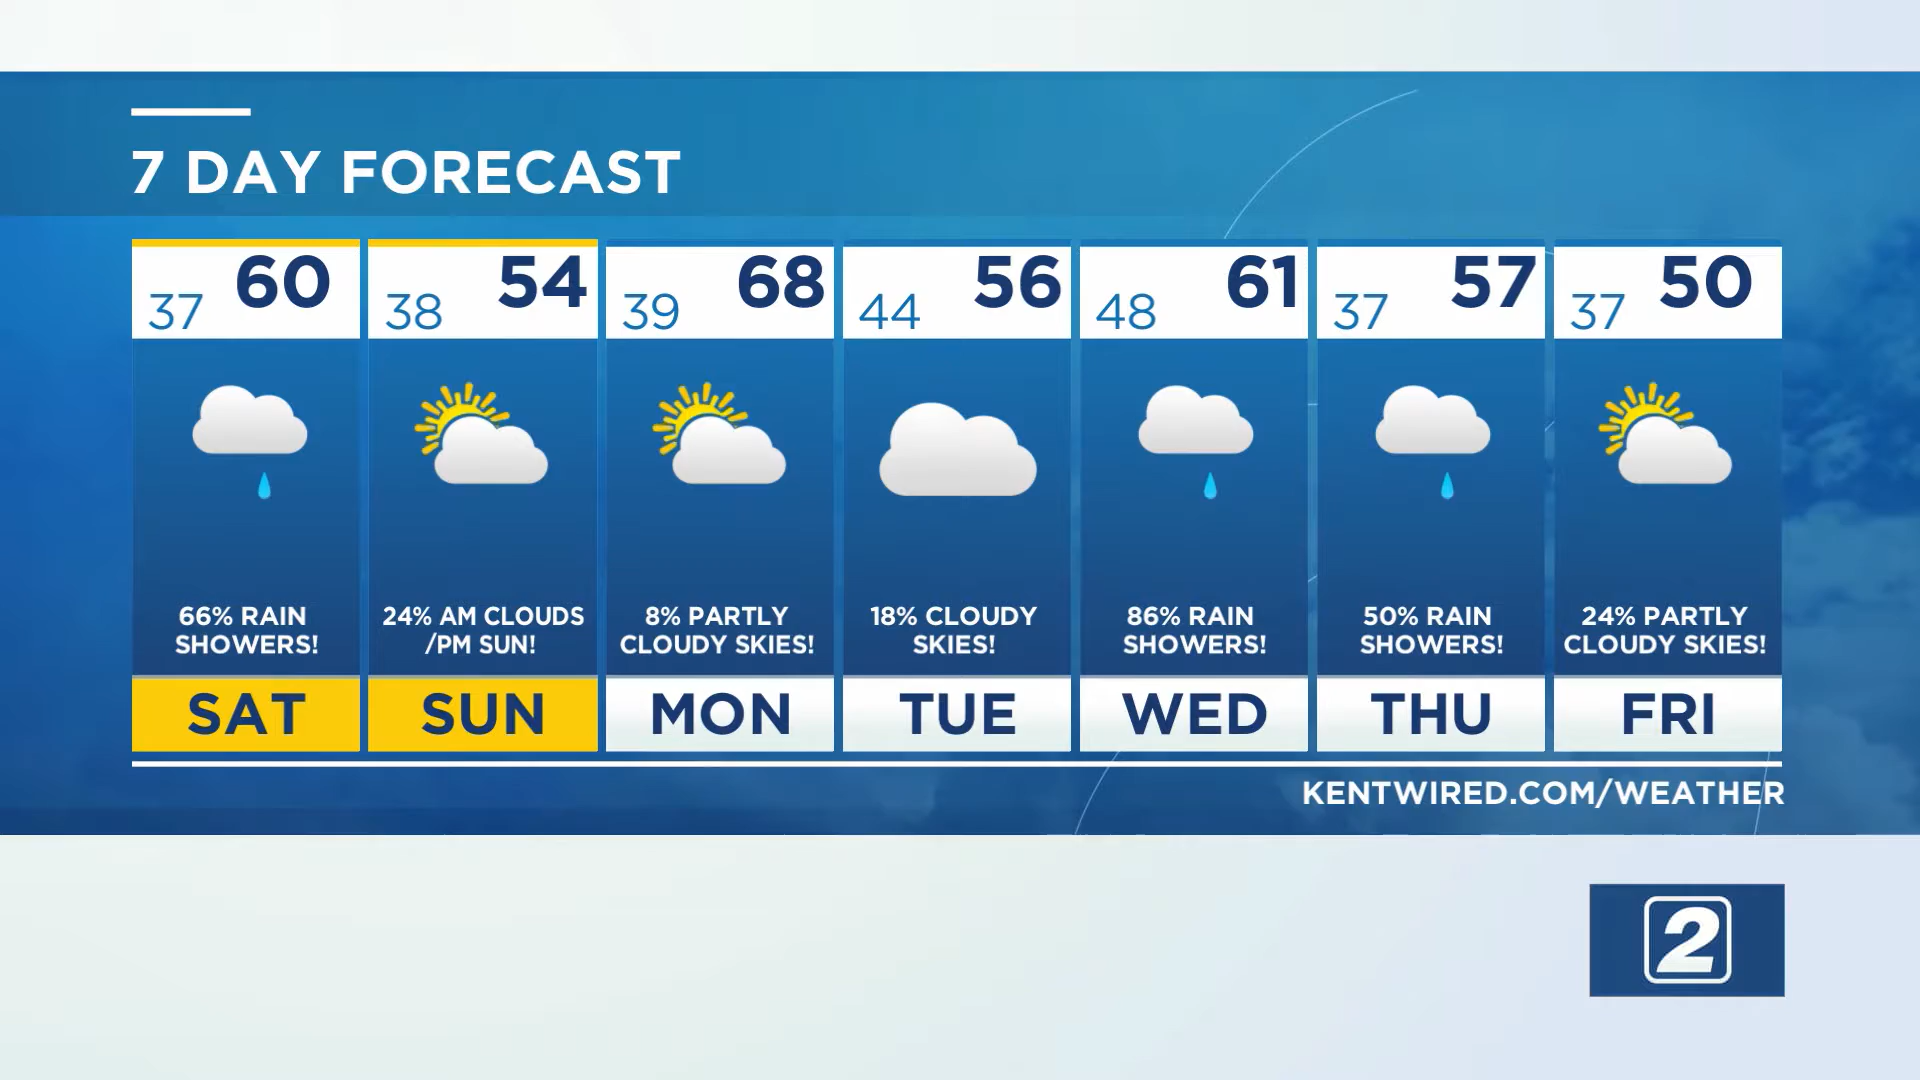 7 DAY FORECAST
37 60
38 54
39 68
44 56
48 61
37 57
37 50
66% RAIN
SHOWERS!
24% AM CLOUDS
/PM SUN!
8% PARTLY
CLOUDY SKIES!
18% CLOUDY
SKIES!
86% RAIN
SHOWERS!
50% RAIN
SHOWERS!
24% PARTLY
CLOUDY SKIES!
SAT
SUN
MON
TUE
WED
THU
FRI
KENTWIRED.COM/WEATHER
2